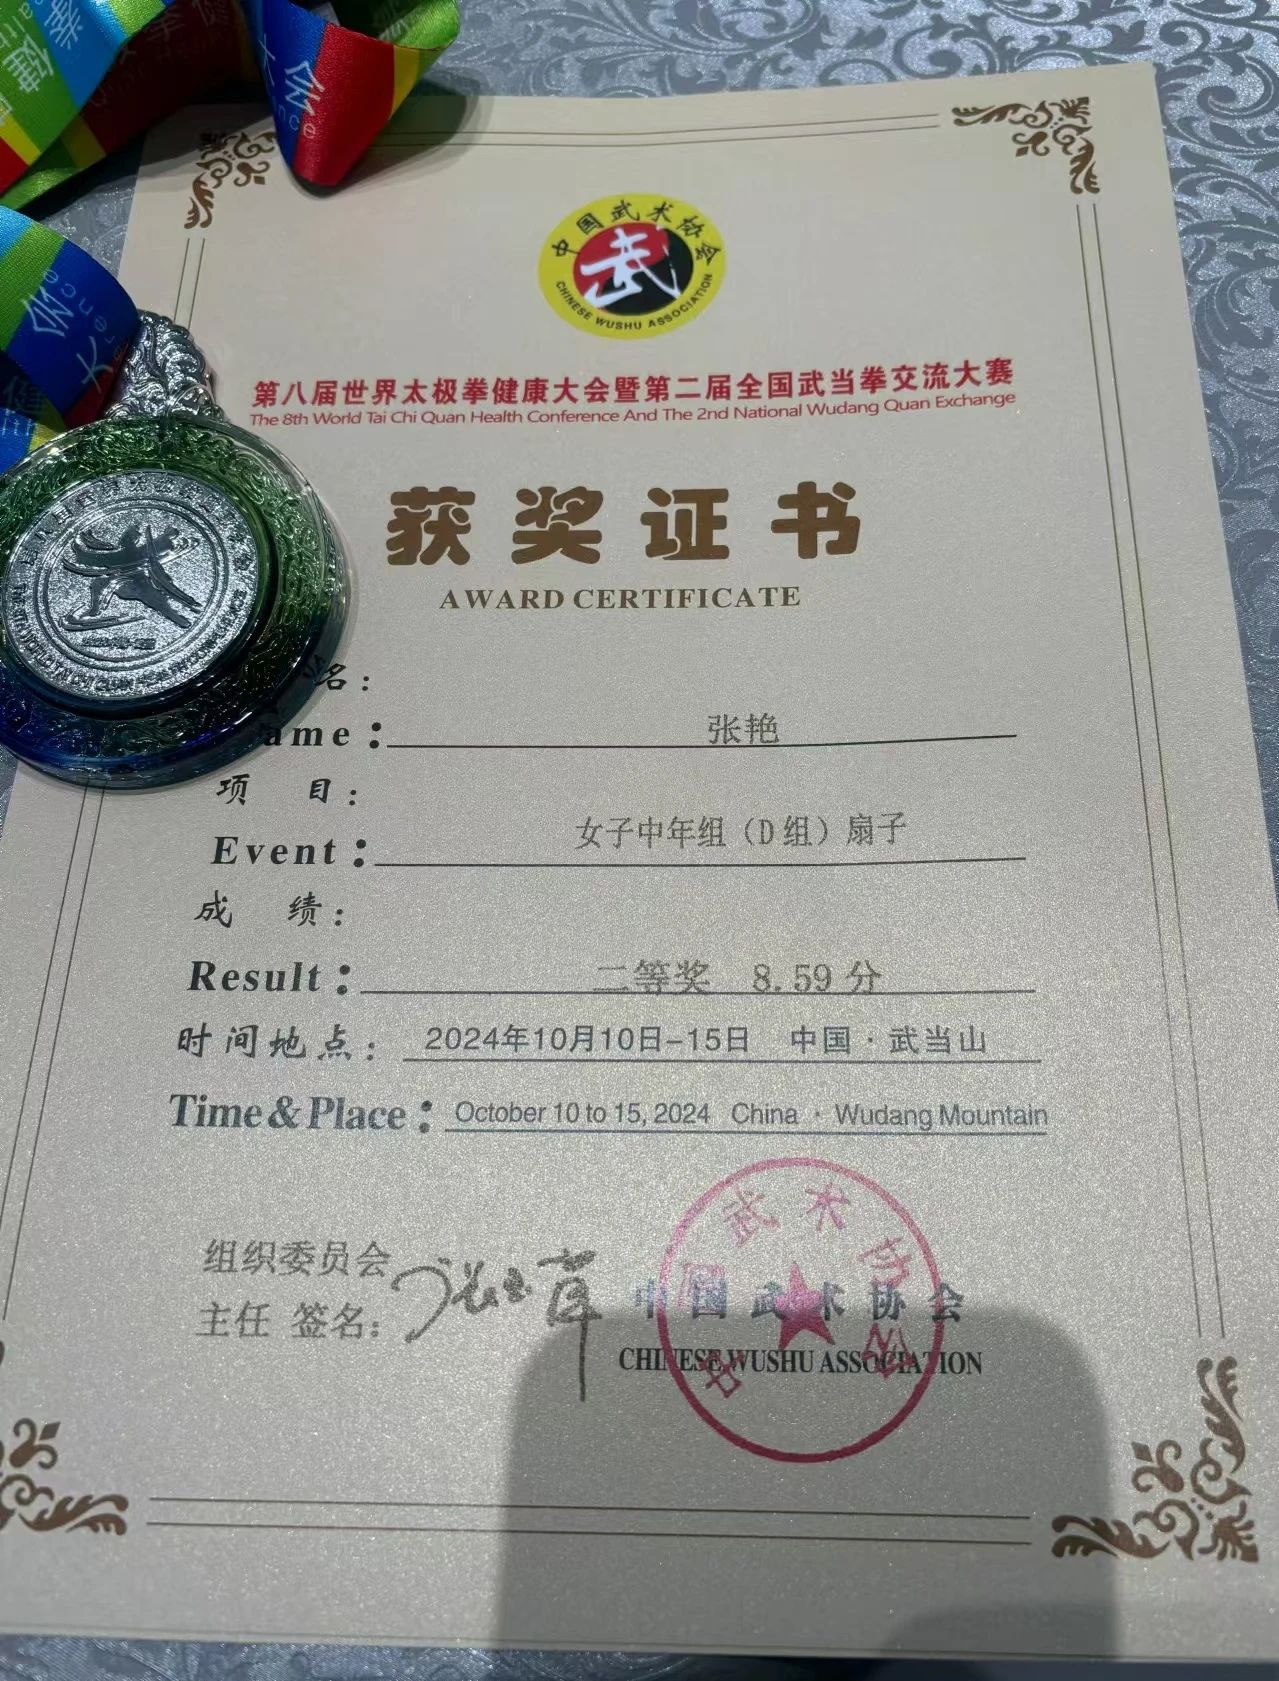 中国武术协会
武
CHINESE WUSHU ASSOCIATION
第八届世界太极拳健康大会暨第二届全国武当拳交流大赛
The 8th World Tai Chi Quan Health Conference And The 2nd National Wudang Quan Exchange
获奖证书
AWARD CERTIFICATE
名：
ame：
张艳
项 目：
Event：
女子中年组（D组）扇子
成 绩：
Result：
二等奖 8.59分
时间地点：
2024年10月10日-15日 中国·武当山
Time & Place：
October 10 to 15, 2024 China · Wudang Mountain
组织委员会
主任 签名：
中国武术协会
CHINESE WUSHU ASSOCIATION
中国武术协会